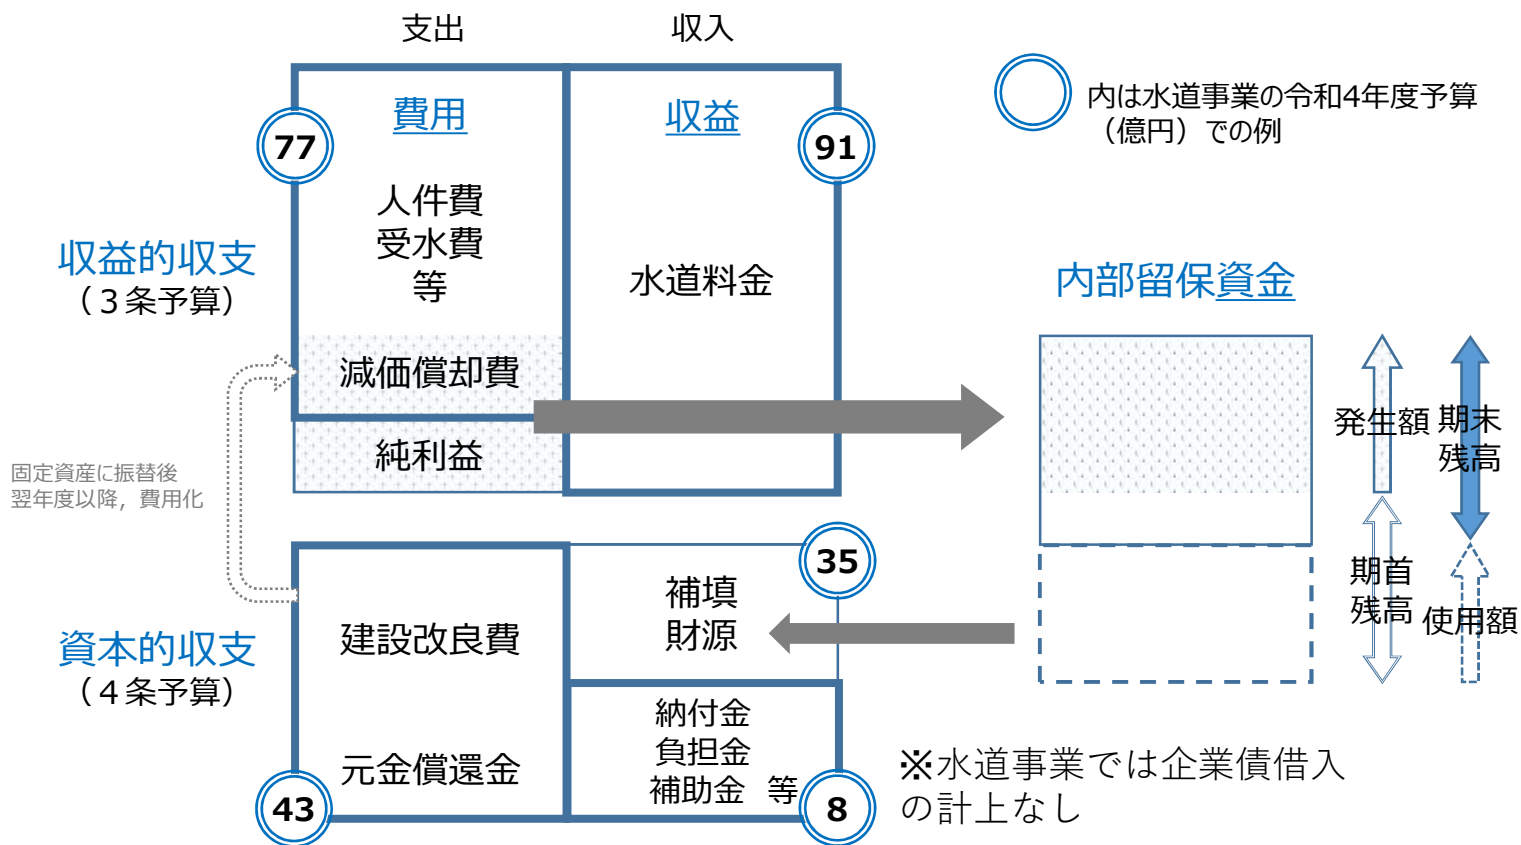 支出
収入
内は水道事業の令和4年度予算
（億円）での例
費用
収益
77
91
人件費
受水費
等
水道料金
収益的収支
（３条予算）
減価償却費
純利益
内部留保資金
発生額
期末
残高
期首
残高
使用額
固定資産に振替後
翌年度以降，費用化
35
補填
財源
建設改良費
資本的収支
（４条予算）
納付金
負担金
補助金 等
元金償還金
43
8
※水道事業では企業債借入
の計上なし